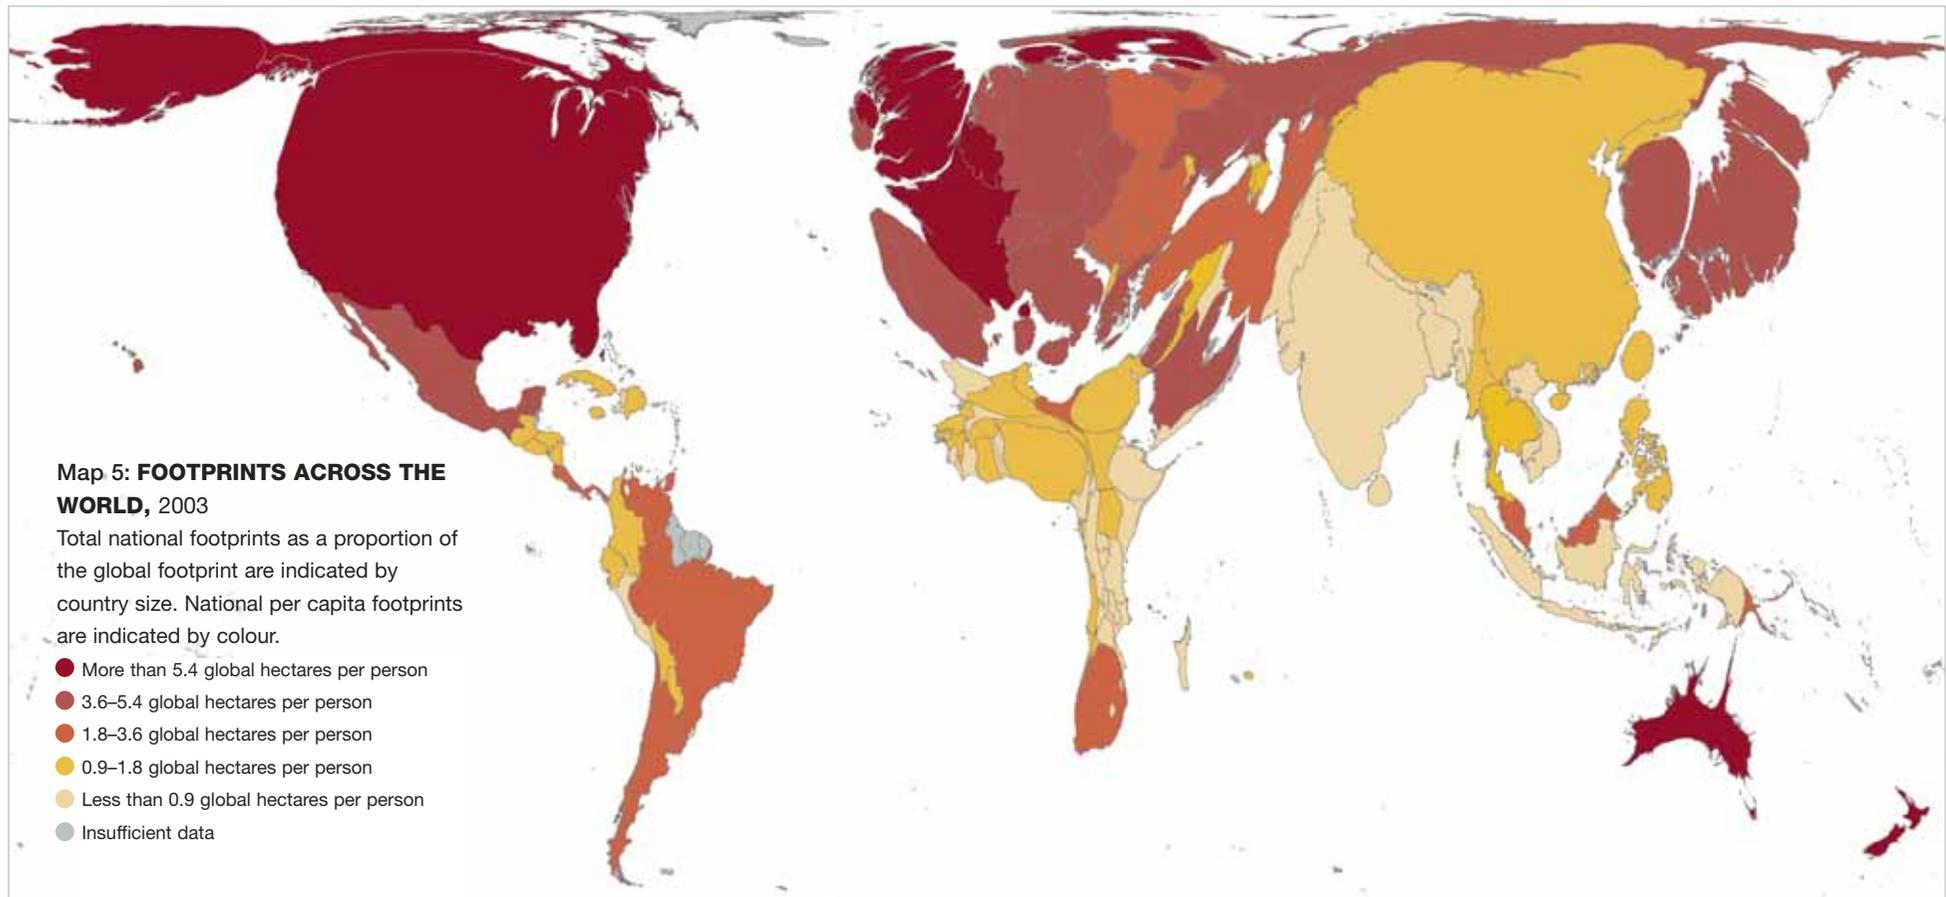 Map 5: FOOTPRINTS ACROSS THE
WORLD, 2003
Total national footprints as a proportion of
the global footprint are indicated by
country size. National per capita footprints
are indicated by colour.
More than 5.4 global hectares per person
3.6–5.4 global hectares per person
1.8–3.6 global hectares per person
0.9–1.8 global hectares per person
Less than 0.9 global hectares per person
Insufficient data